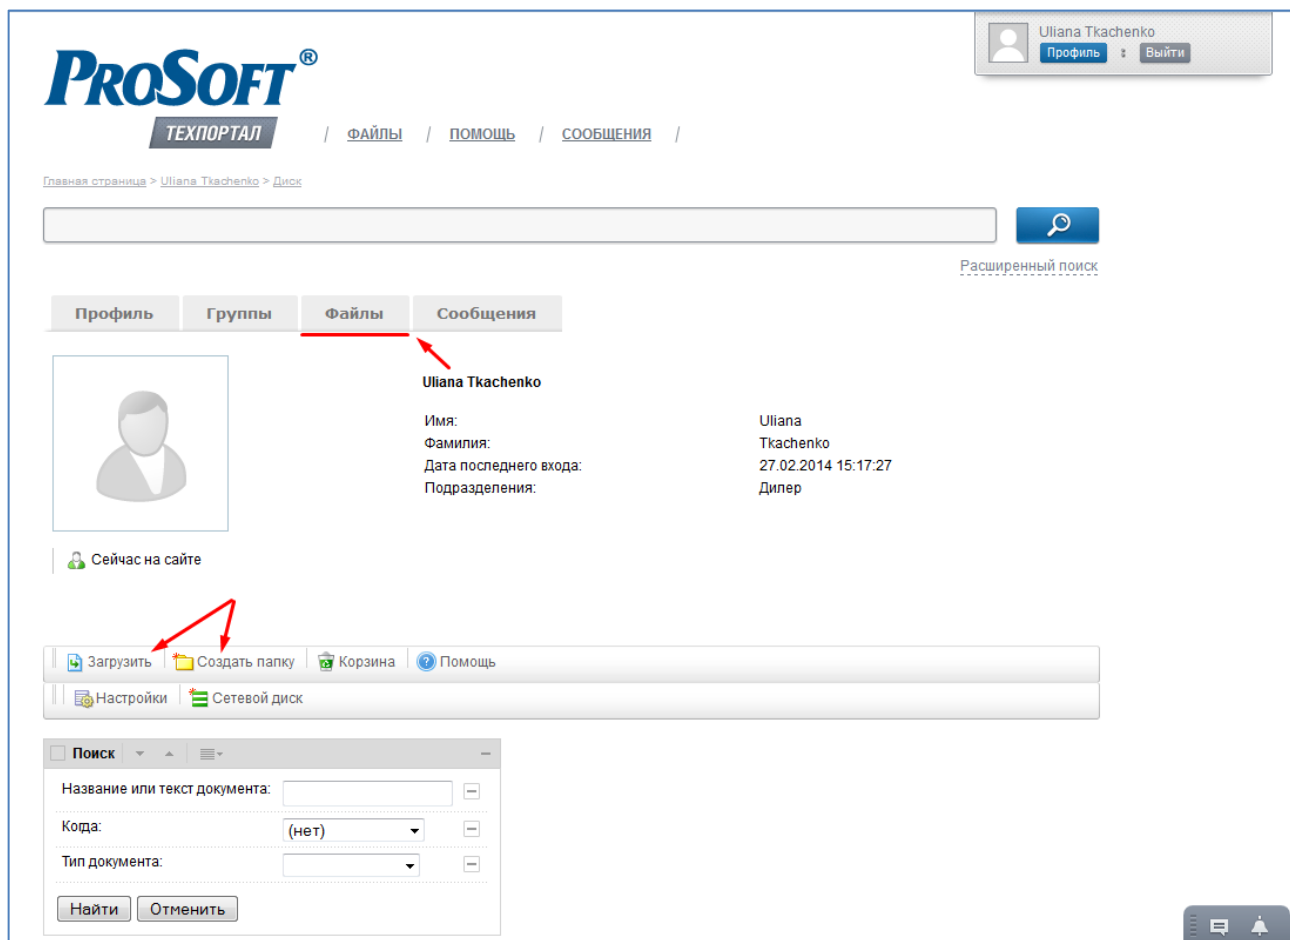 Uliana Tkachenko
Профиль : Выйти
PROSOFT®
ТЕХПОРТАЛ
/ ФАЙЛЫ / ПОМОЩЬ / СООБЩЕНИЯ /
Главная страница > Uliana Tkachenko > Диск
Расширенный поиск
Профиль Группы Файлы Сообщения
Uliana Tkachenko
Имя: Uliana
Фамилия: Tkachenko
Дата последнего входа: 27.02.2014 15:17:27
Подразделения: Дилер
Сейчас на сайте
Загрузить Создать папку Корзина Помощь
Настройки Сетевой диск
Поиск
Название или текст документа:
Когда: (нет)
Тип документа:
Найти Отменить